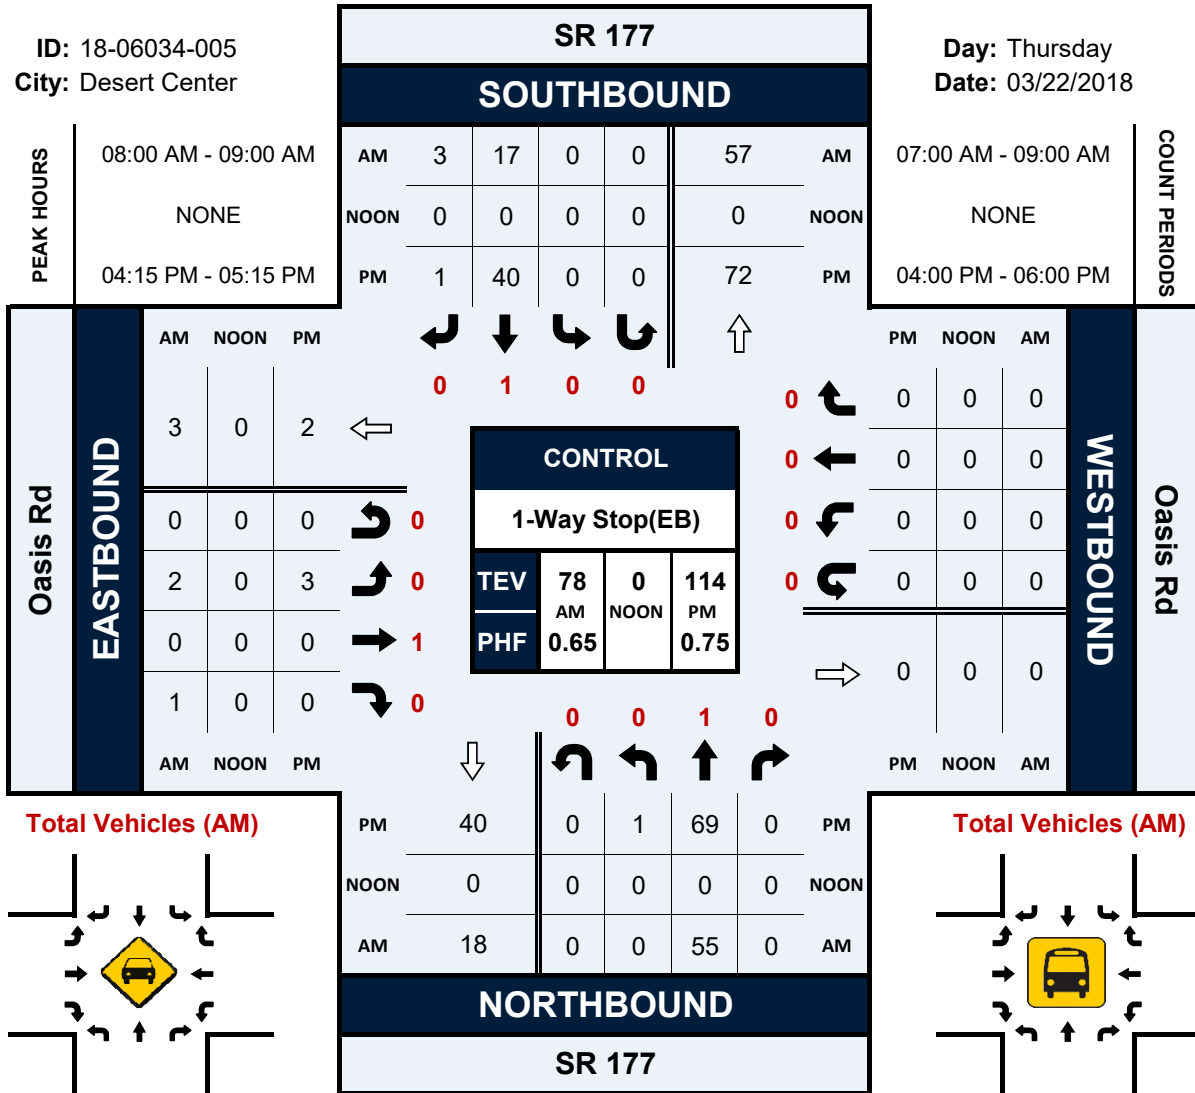 SR 177
ID: 18-06034-005
Day: Thursday
City: Desert Center
Date: 03/22/2018
SOUTHBOUND
PEAK HOURS
08:00 AM - 09:00 AM
AM 3 17 0 0 57 AM
07:00 AM - 09:00 AM
COUNT PERIODS
NONE
NOON 0 0 0 0 0 NOON
NONE
04:15 PM - 05:15 PM
PM 1 40 0 0 72 PM
04:00 PM - 06:00 PM
0 1 0 0
Oasis Rd
EASTBOUND
AM NOON PM
3 0 2
0 0 0 0
2 0 3 0
0 0 0 1
1 0 0 0
AM NOON PM
CONTROL
1-Way Stop(EB)
TEV 78 0 114
AM NOON PM
PHF 0.65 0.75
PM NOON AM
0 0 0 0
0 0 0 0
0 0 0 0
0 0 0 0
0 0 0
PM NOON AM
WESTBOUND
Oasis Rd
0 0 1 0
Total Vehicles (AM)
PM 40 0 1 69 0 PM
Total Vehicles (AM)
NOON 0 0 0 0 0 NOON
AM 18 0 0 55 0 AM
NORTHBOUND
SR 177